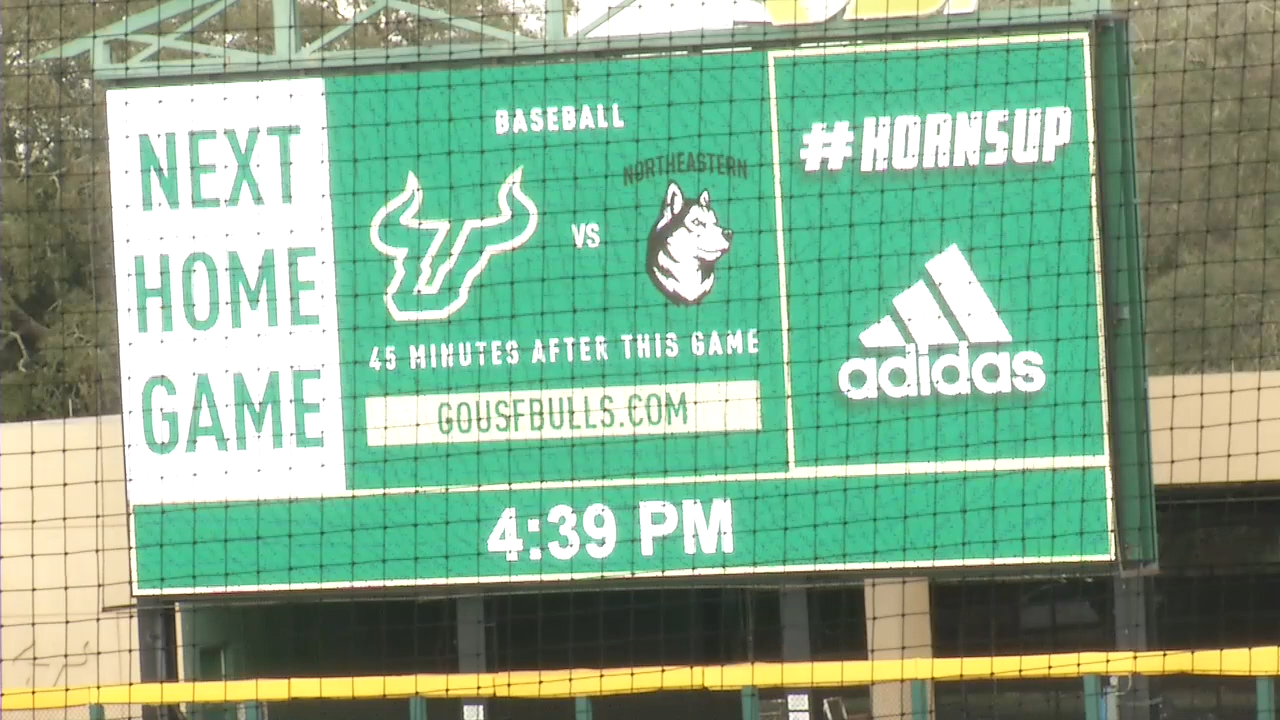 NEXT
HOME
GAME
BASEBALL
NORTHEASTERN
VS
45 MINUTES AFTER THIS GAME
GOUSFBULLS.COM
#HORNSUP
adidas
4:39 PM